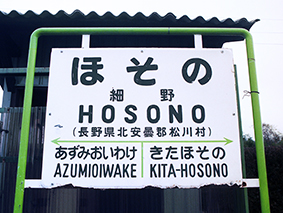 ほその
細野
HOSONO
(長野県北安曇郡松川村)
あずみおいわけ きたほその
AZUMIOIWAKE KITA-HOSONO